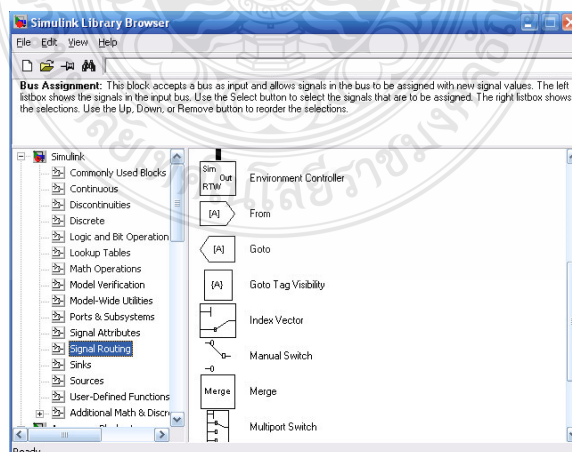 Simulink Library Browser
File Edit View Help
Bus Assignment: This block accepts a bus as input and allows signals in the bus to be assigned with new signal values. The left
listbox shows the signals in the input bus. Use the Select button to select the signals that are to be assigned. The right listbox shows
the selections. Use the Up, Down, or Remove button to reorder the selections.
Simulink
Commonly Used Blocks
Continuous
Discontinuities
Discrete
Logic and Bit Operation
Lookup Tables
Math Operations
Model Verification
Model-Wide Utilities
Ports & Subsystems
Signal Attributes
Signal Routing
Sinks
Sources
User-Defined Functions
Additional Math & Discre
Sim Out RTW Environment Controller
[A] From
[A] Goto
{A} Goto Tag Visibility
Index Vector
Manual Switch
Merge Merge
Multiport Switch
Ready